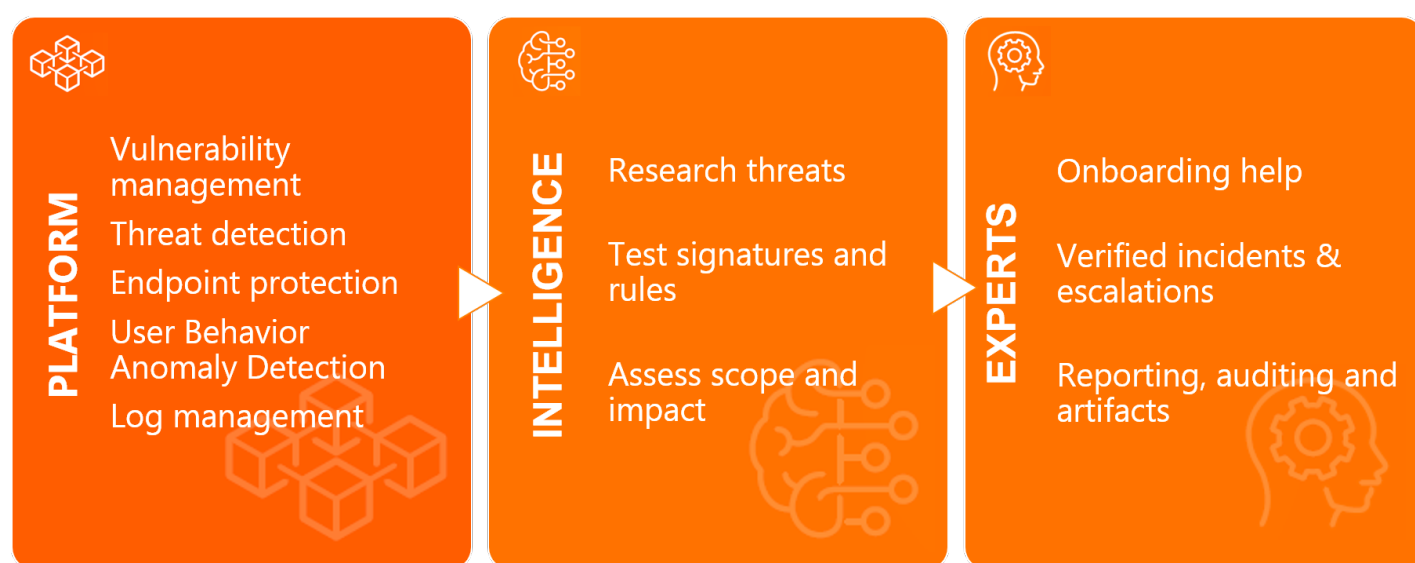 PLATFORM
Vulnerability
management
Threat detection
Endpoint protection
User Behavior
Anomaly Detection
Log management
INTELLIGENCE
Research threats
Test signatures and
rules
Assess scope and
impact
EXPERTS
Onboarding help
Verified incidents &
escalations
Reporting, auditing and
artifacts